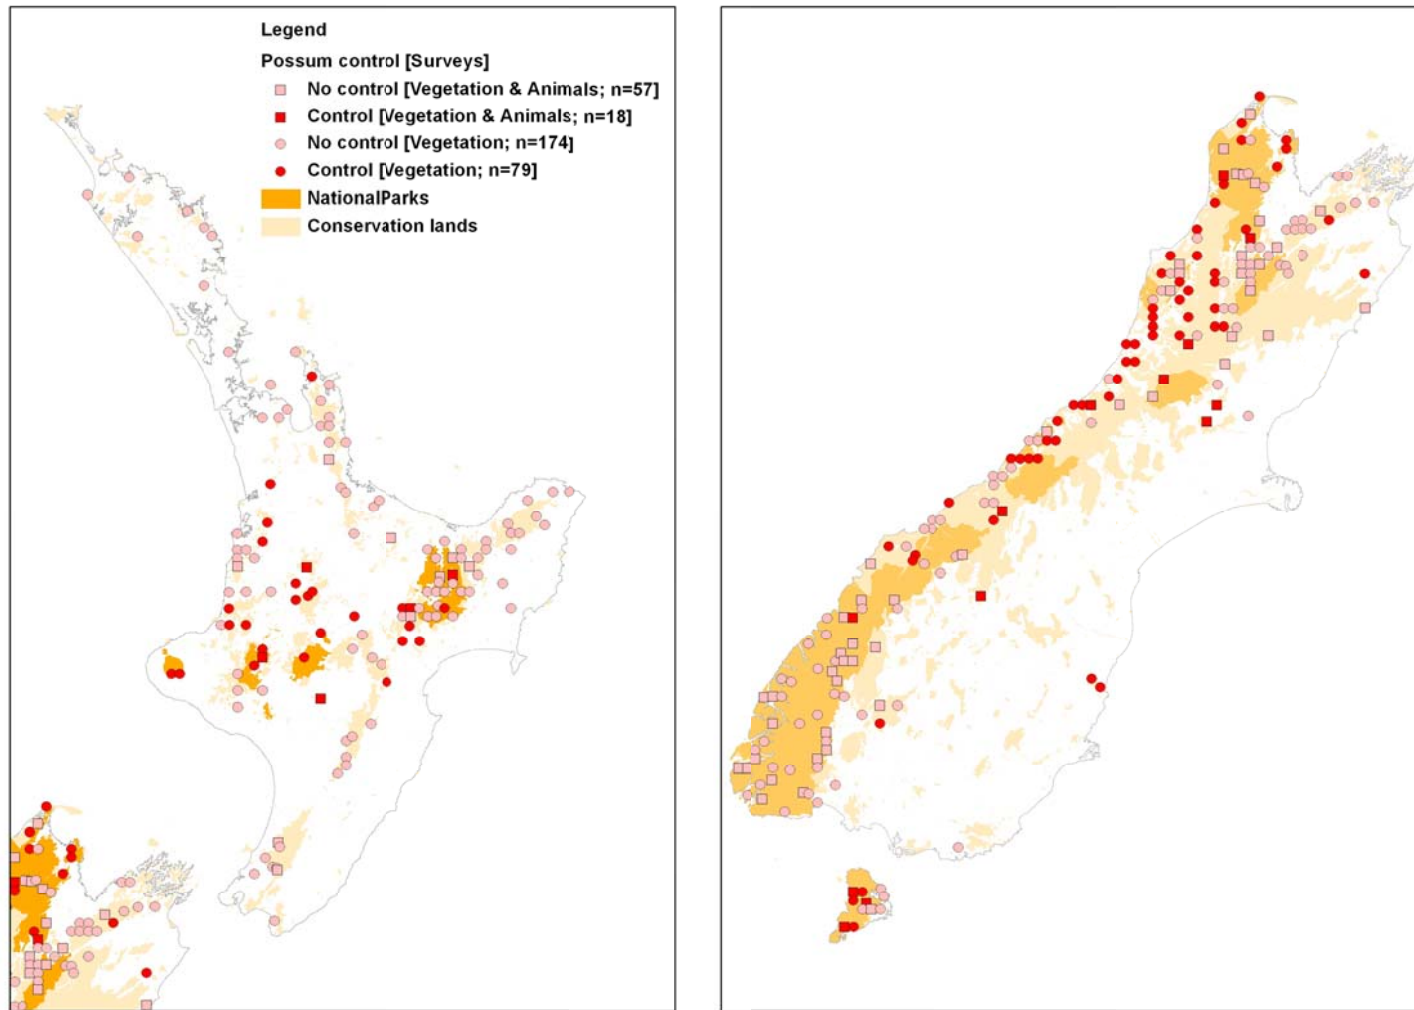 Legend
Possum control [Surveys]
No control [Vegetation & Animals; n=57]
Control [Vegetation & Animals; n=18]
No control [Vegetation; n=174]
Control [Vegetation; n=79]
NationalParks
Conservation lands